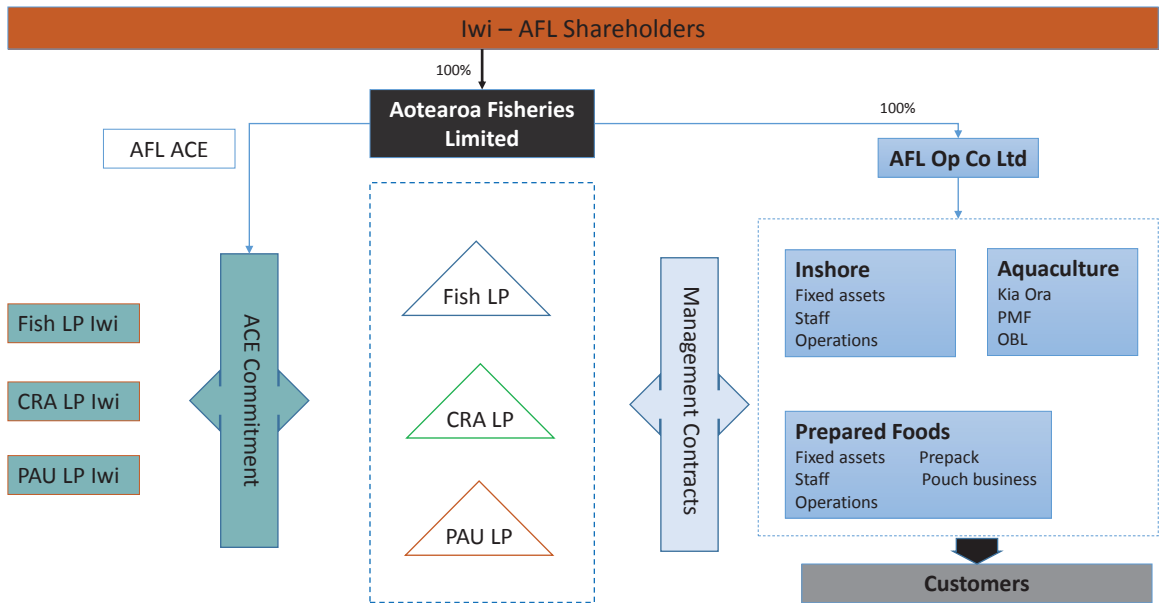 Iwi – AFL Shareholders
100%
Aotearoa Fisheries
Limited
100%
AFL ACE
AFL Op Co Ltd
Fish LP Iwi
CRA LP Iwi
PAU LP Iwi
ACE Commitment
Fish LP
CRA LP
PAU LP
Management Contracts
Inshore
Fixed assets
Staff
Operations
Aquaculture
Kia Ora
PMF
OBL
Prepared Foods
Fixed assets Prepack
Staff Pouch business
Operations
Customers